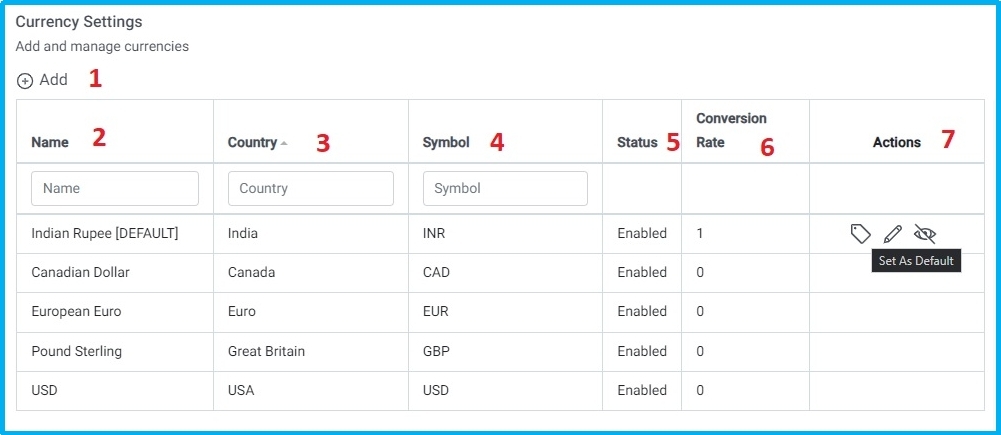 Currency Settings
Add and manage currencies
Add 1
Name 2 Country 3 Symbol 4 Status 5 Conversion Rate 6 Actions 7
Name Country Symbol
Indian Rupee [DEFAULT] India INR Enabled 1
Set As Default
Canadian Dollar Canada CAD Enabled 0
European Euro Euro EUR Enabled 0
Pound Sterling Great Britain GBP Enabled 0
USD USA USD Enabled 0